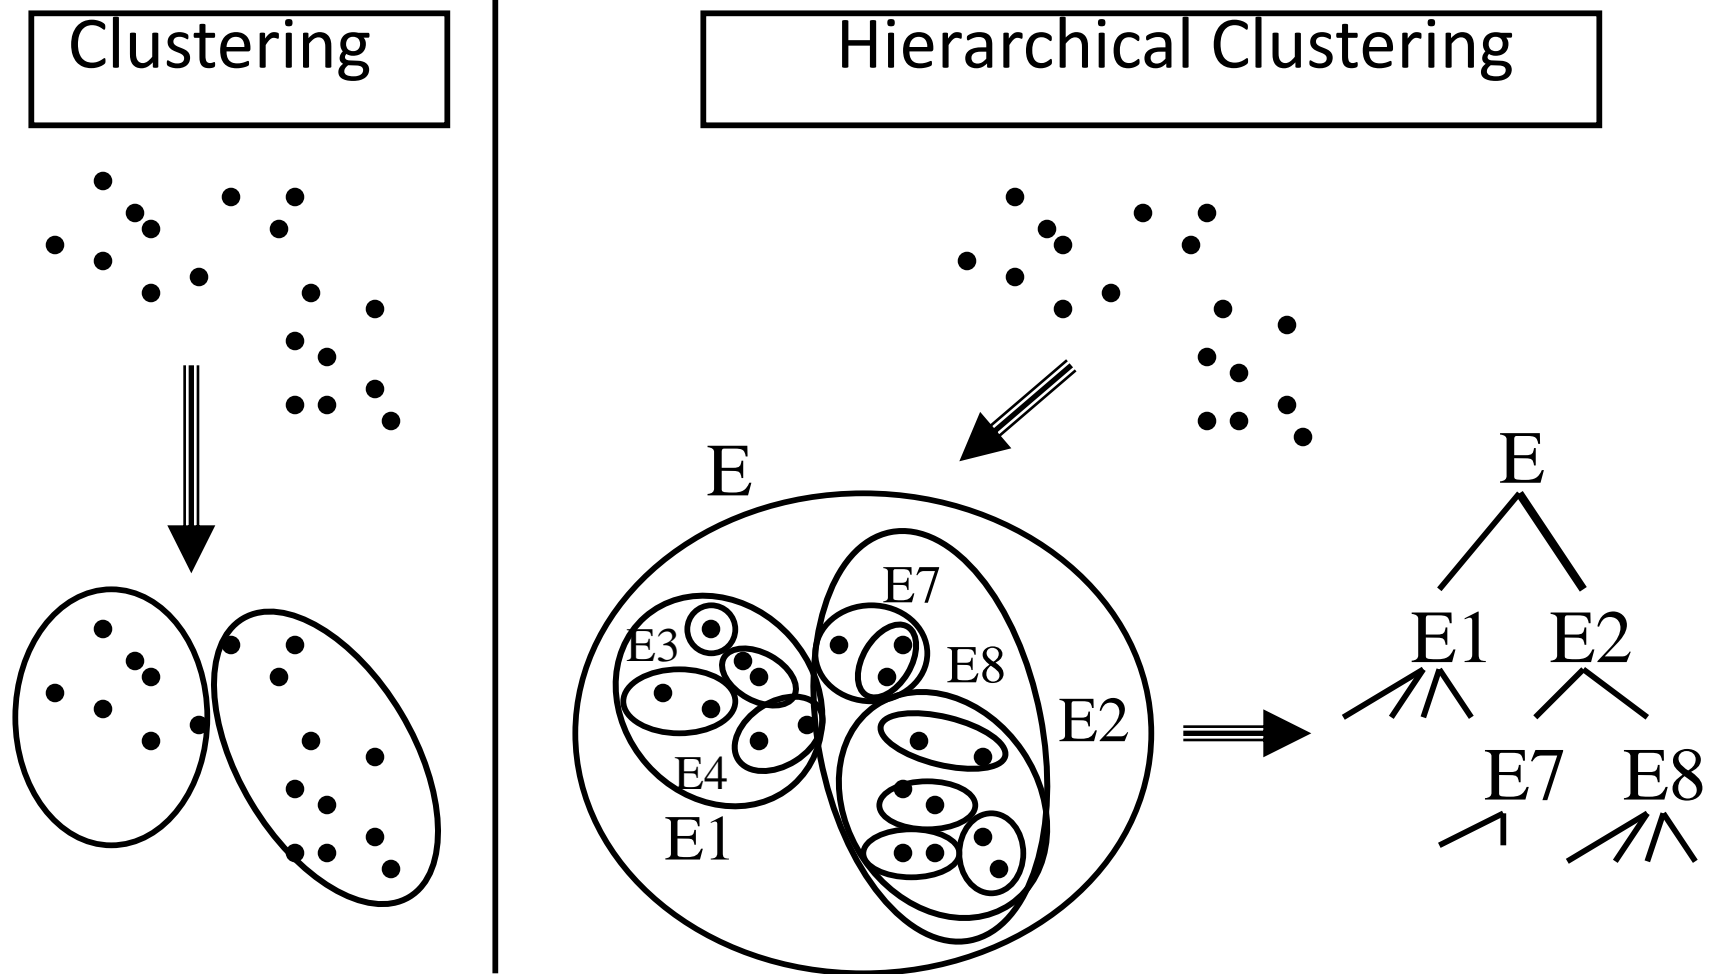 Clustering
Hierarchical Clustering
E
E7
E3
E8
E2
E4
E1
E
E1 E2
E7 E8